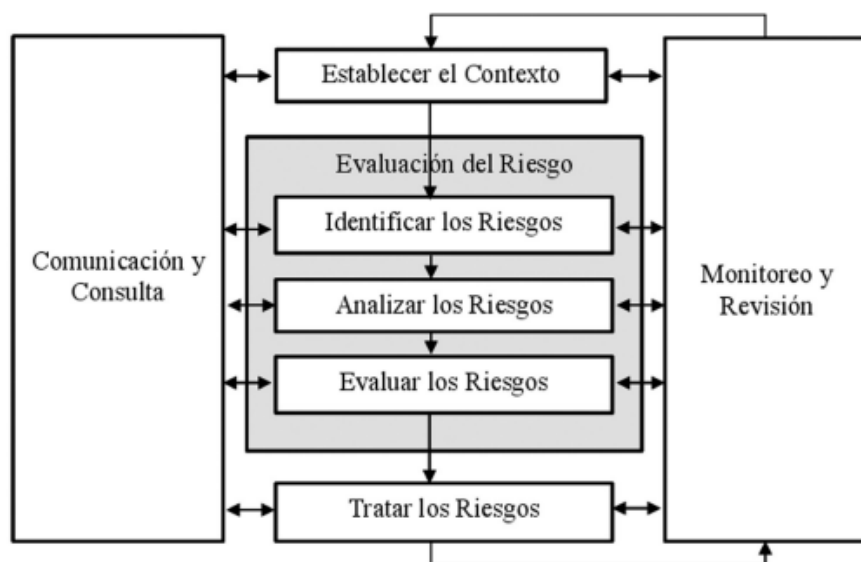 Establecer el Contexto
Evaluación del Riesgo
Identificar los Riesgos
Comunicación y
Consulta
Analizar los Riesgos
Monitoreo y
Revisión
Evaluar los Riesgos
Tratar los Riesgos